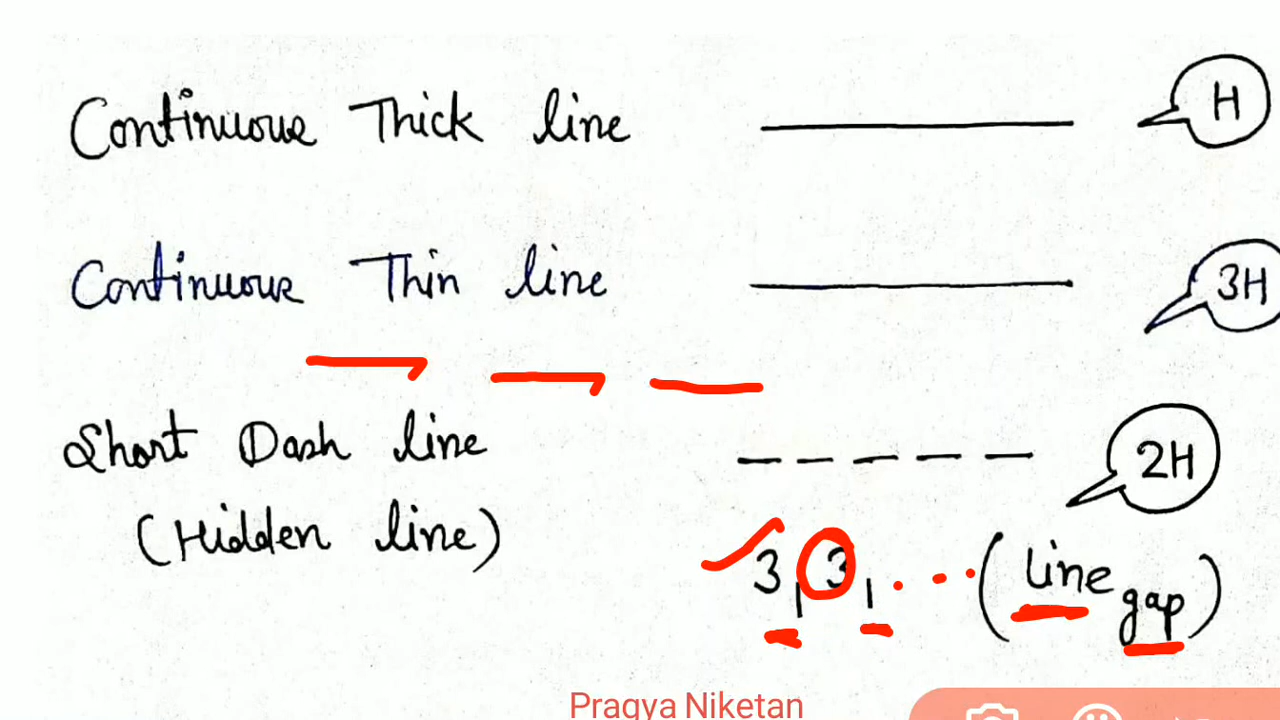 Continuous Thick line H
Continuous Thin line 3H
Short Dash line 2H
(Hidden line)
3 1 3 1 ... (line gap)
Pragya Niketan